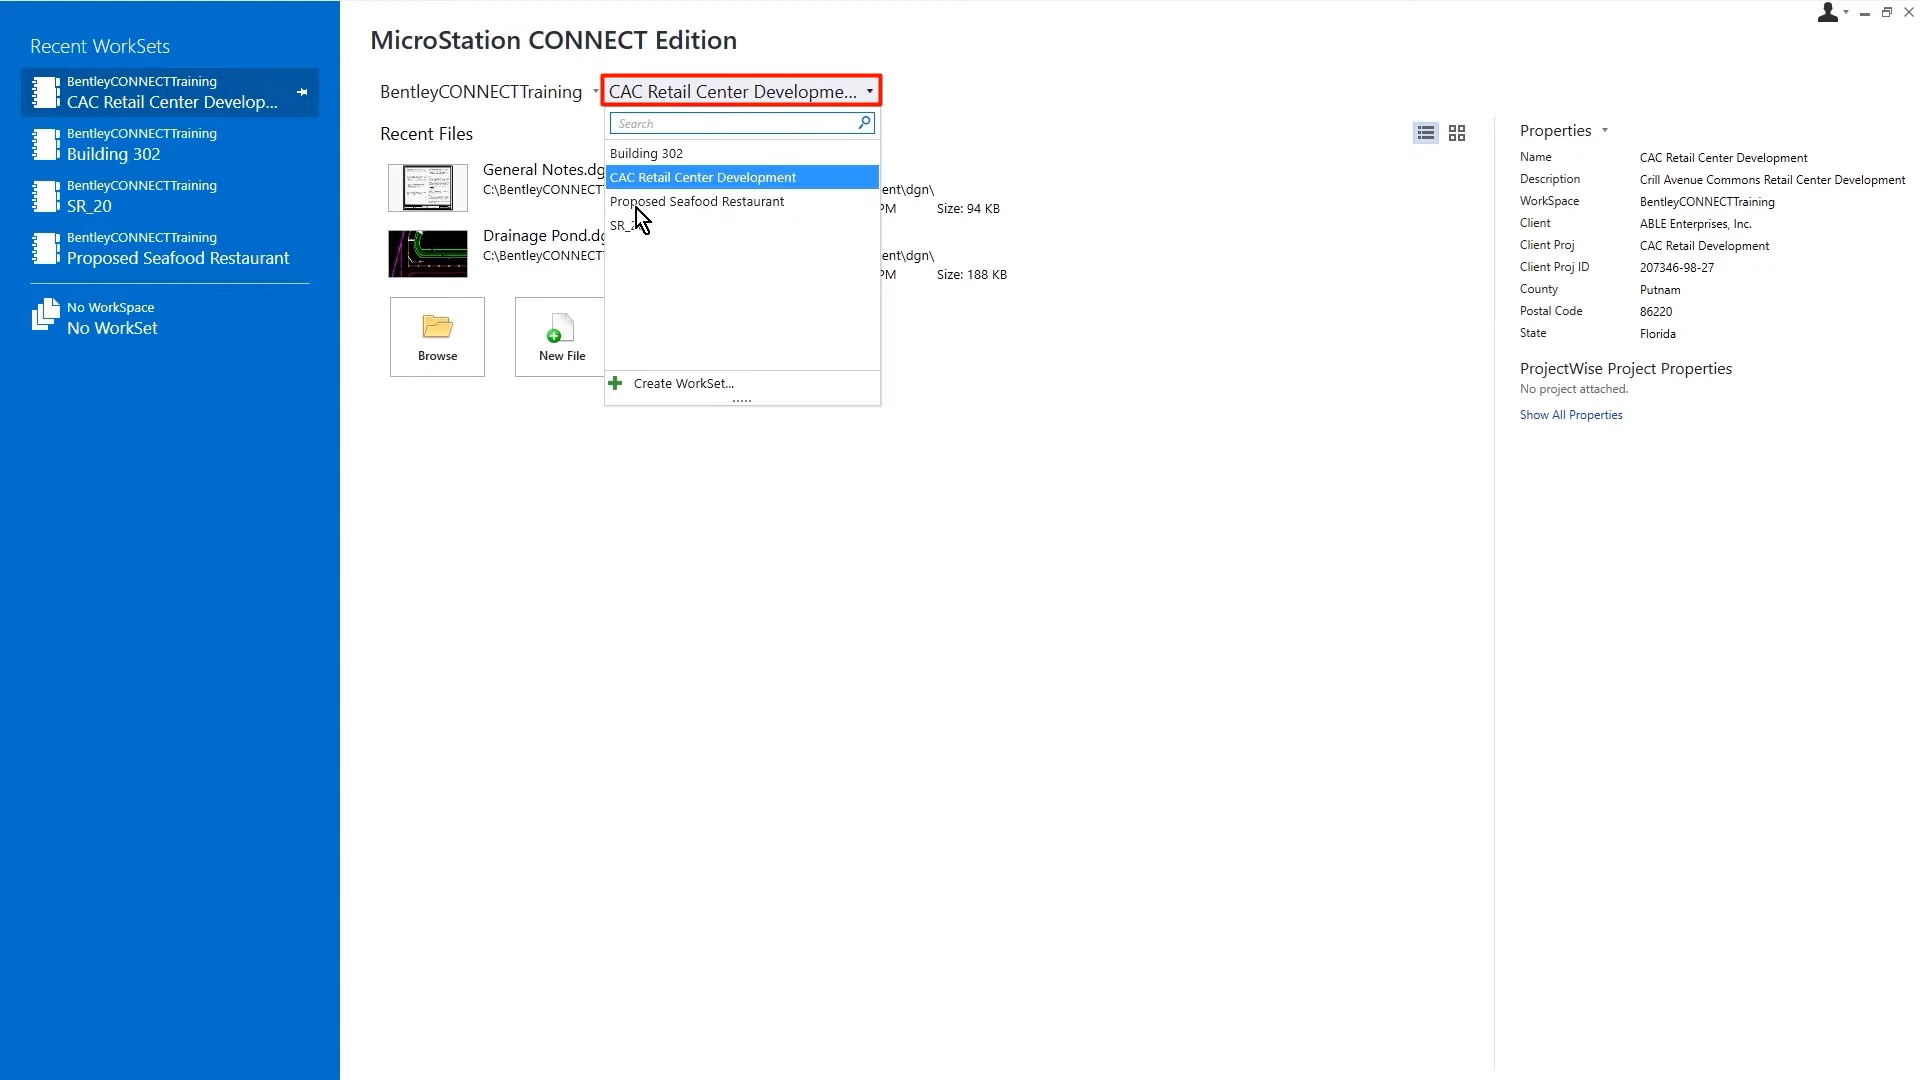 Recent WorkSets
BentleyCONNECTTraining
CAC Retail Center Develop...
BentleyCONNECTTraining
Building 302
BentleyCONNECTTraining
SR_20
BentleyCONNECTTraining
Proposed Seafood Restaurant
No WorkSpace
No WorkSet
MicroStation CONNECT Edition
BentleyCONNECTTraining
CAC Retail Center Developme...
Search
Building 302
CAC Retail Center Development
Proposed Seafood Restaurant
SR_2
Create WorkSet...
Recent Files
General Notes.dg
C:\BentleyCONNECT
ent\dgn\
PM Size: 94 KB
Drainage Pond.dg
C:\BentleyCONNECT
ent\dgn\
PM Size: 188 KB
Browse
New File
Properties
Name CAC Retail Center Development
Description Crill Avenue Commons Retail Center Development
WorkSpace BentleyCONNECTTraining
Client ABLE Enterprises, Inc.
Client Proj CAC Retail Development
Client Proj ID 207346-98-27
County Putnam
Postal Code 86220
State Florida
ProjectWise Project Properties
No project attached.
Show All Properties